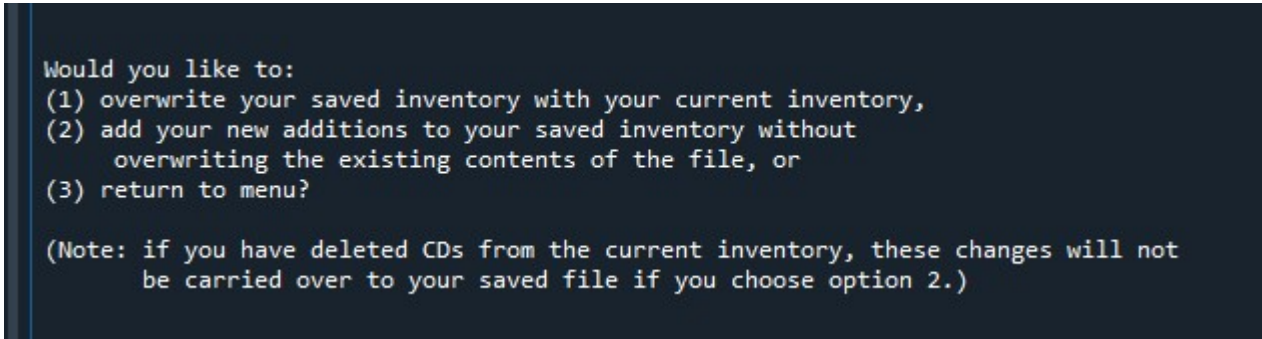 Would you like to:
(1) overwrite your saved inventory with your current inventory,
(2) add your new additions to your saved inventory without
overwriting the existing contents of the file, or
(3) return to menu?
(Note: if you have deleted CDs from the current inventory, these changes will not
be carried over to your saved file if you choose option 2.)